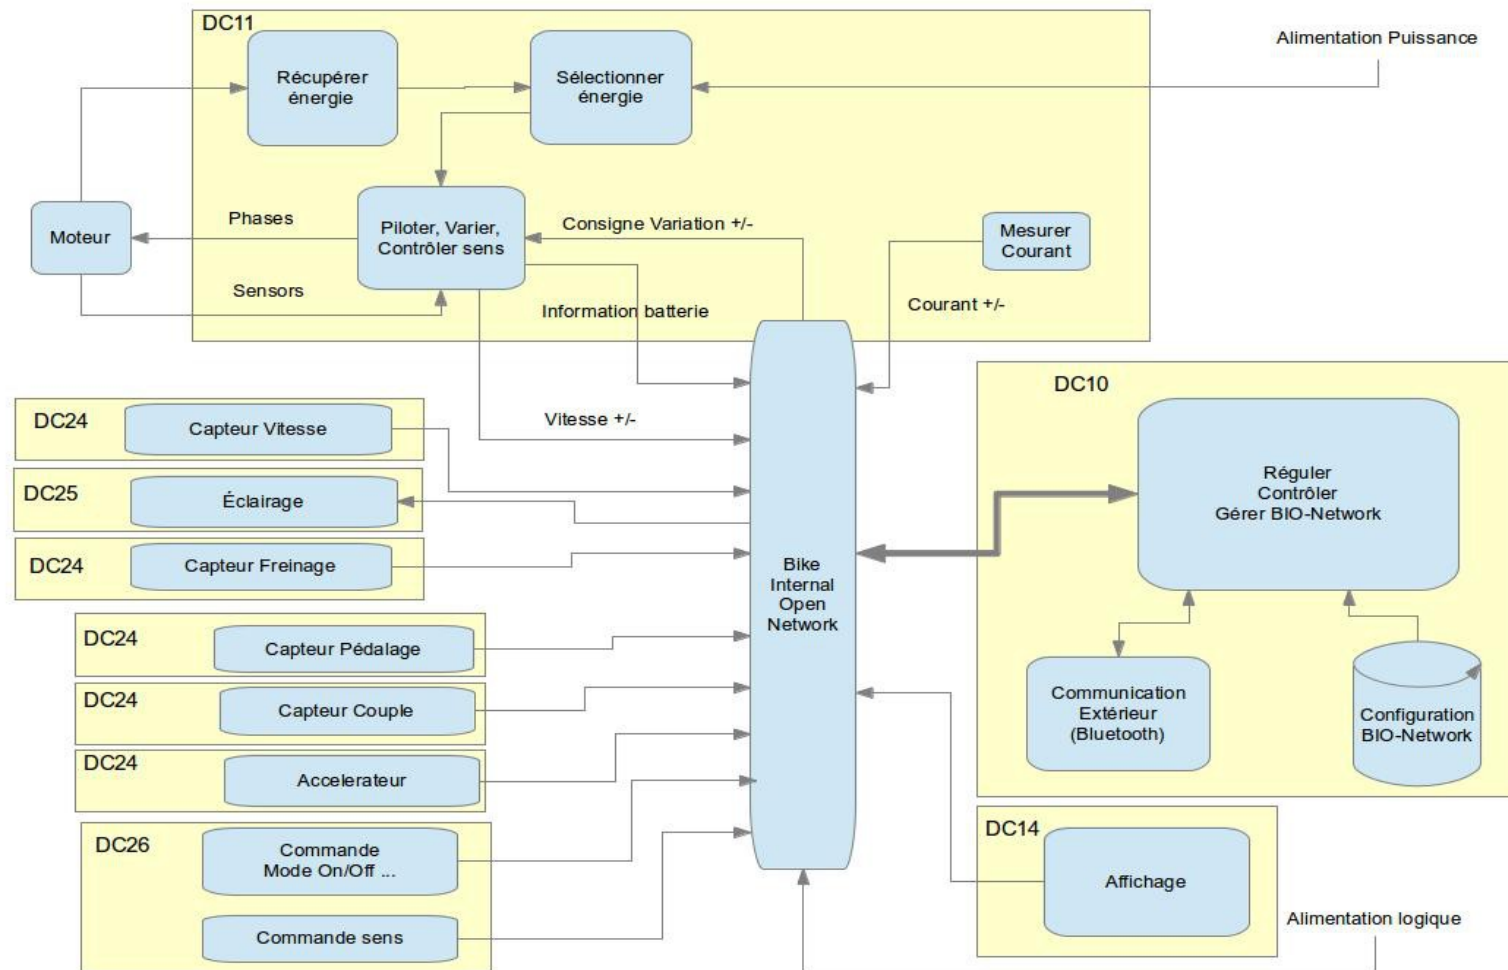 DC11
Récupérer
énergie
Sélectionner
énergie
Alimentation Puissance
Moteur
Phases
Piloter, Varier,
Contrôler sens
Consigne Variation +/-
Mesurer
Courant
Sensors
Information batterie
Courant +/-
DC10
DC24
Capteur Vitesse
Vitesse +/-
DC25
Éclairage
Réguler
Contrôler
Gérer BIO-Network
DC24
Capteur Freinage
Bike
Internal
Open
Network
DC24
Capteur Pédalage
DC24
Capteur Couple
Communication
Extérieur
(Bluetooth)
Configuration
BIO-Network
DC24
Accelerateur
DC26
Commande
Mode On/Off ...
Commande sens
DC14
Affichage
Alimentation logique